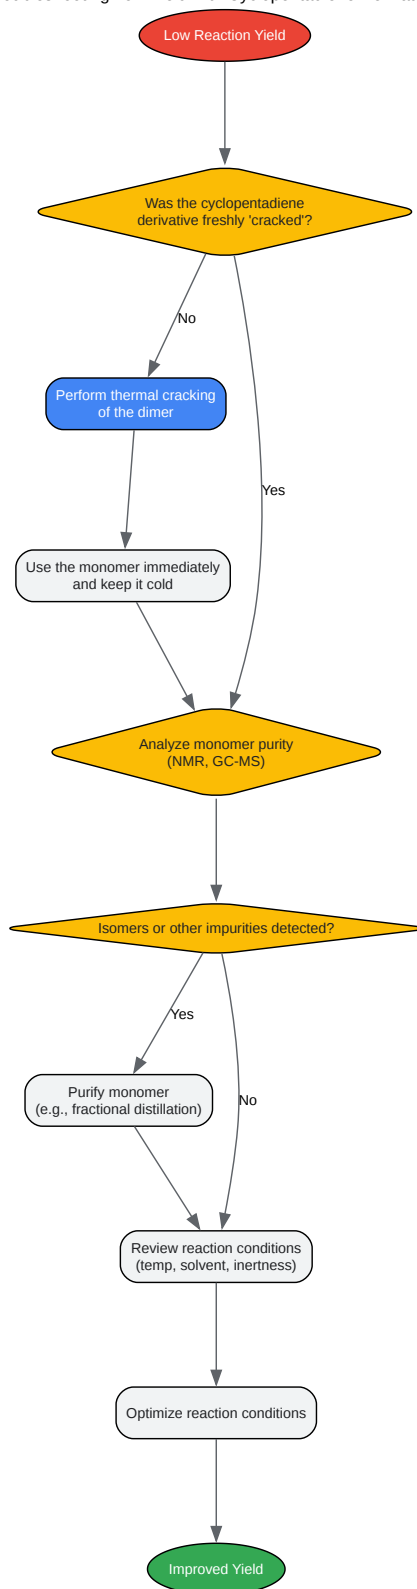 Low Reaction Yield
Was the cyclopentadiene
derivative freshly 'cracked'?
No
Perform thermal cracking
of the dimer
Yes
Use the monomer immediately
and keep it cold
Analyze monomer purity
(NMR, GC-MS)
Isomers or other impurities detected?
Yes
Purify monomer
(e.g., fractional distillation)
No
Review reaction conditions
(temp, solvent, inertness)
Optimize reaction conditions
Improved Yield